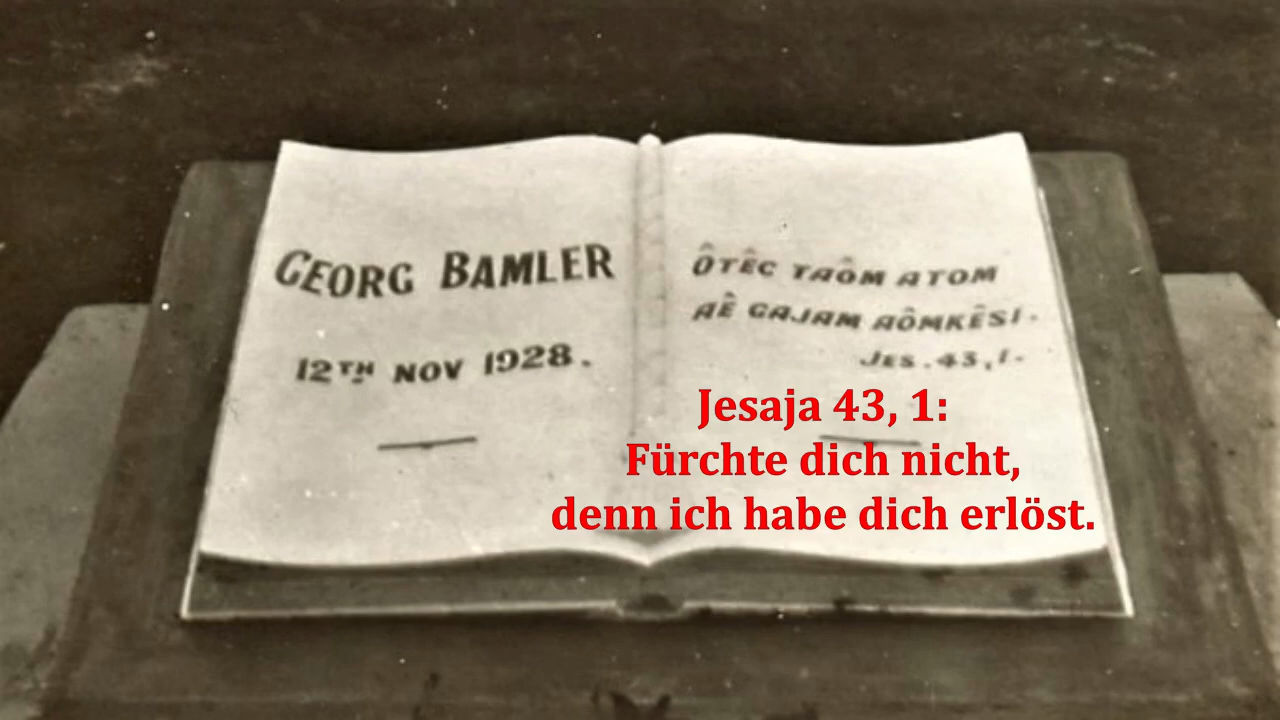 GEORG BAMLER
12TH NOV 1928.
ÔTÊC TAÔM ATOM
AÊ GAJAM AÔMKÊSI.
JES. 43, 1.
Jesaja 43, 1:
Fürchte dich nicht,
denn ich habe dich erlöst.